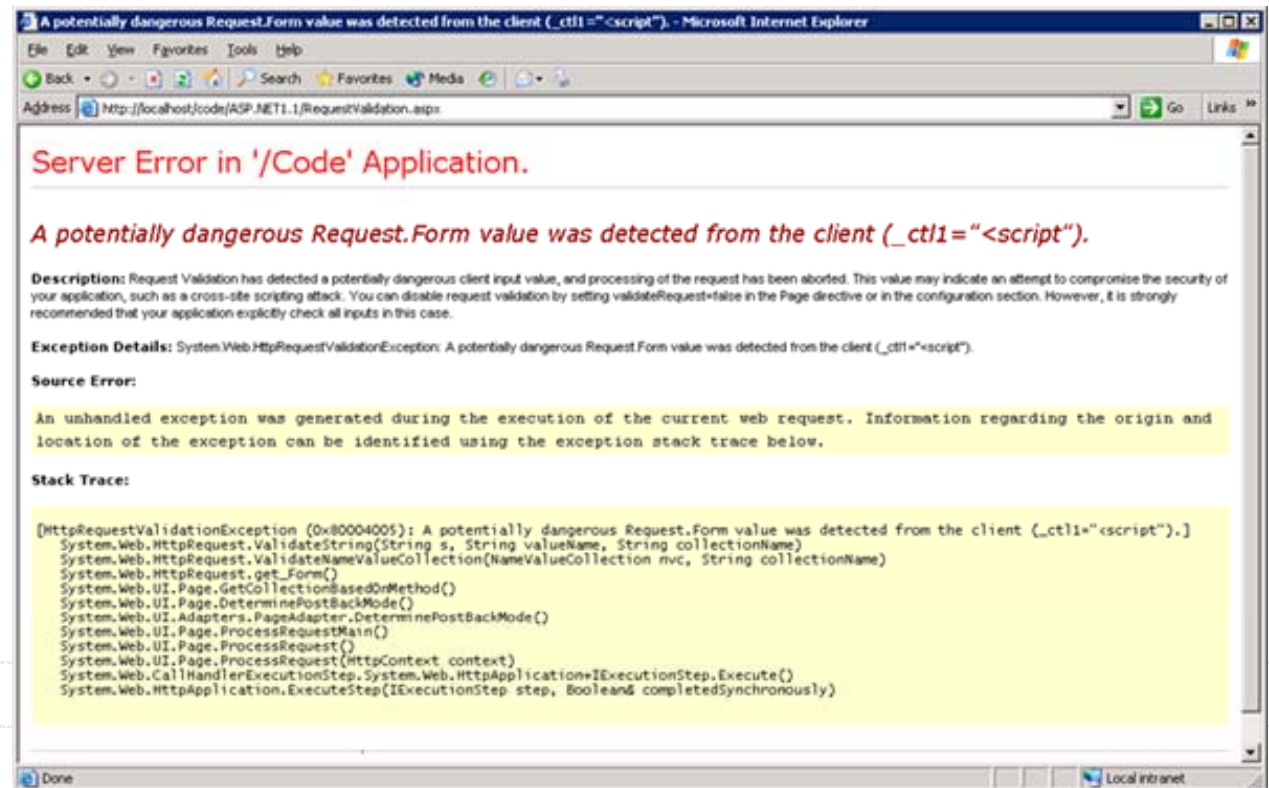 A potentially dangerous Request.Form value was detected from the client (_ctl1="<script"). - Microsoft Internet Explorer
File Edit View Favorites Tools Help
Back Search Favorites Media
Address http://localhost/code/ASP.NET1.1/RequestValidation.aspx Go Links »
Server Error in '/Code' Application.
A potentially dangerous Request.Form value was detected from the client (_ctl1="<script").
Description: Request Validation has detected a potentially dangerous client input value, and processing of the request has been aborted. This value may indicate an attempt to compromise the security of
your application, such as a cross-site scripting attack. You can disable request validation by setting validateRequest=false in the Page directive or in the configuration section. However, it is strongly
recommended that your application explicitly check all inputs in this case.
Exception Details: System.Web.HttpRequestValidationException: A potentially dangerous Request.Form value was detected from the client (_ctl1="<script").
Source Error:
An unhandled exception was generated during the execution of the current web request. Information regarding the origin and
location of the exception can be identified using the exception stack trace below.
Stack Trace:
[HttpRequestValidationException (0x80004005): A potentially dangerous Request.Form value was detected from the client (_ctl1="<script").]
System.Web.HttpRequest.ValidateString(String s, String valueName, String collectionName)
System.Web.HttpRequest.ValidateNameValueCollection(NameValueCollection nvc, String collectionName)
System.Web.HttpRequest.get_Form()
System.Web.UI.Page.GetCollectionBasedOnMethod()
System.Web.UI.Page.DeterminePostBackMode()
System.Web.UI.Adapters.PageAdapter.DeterminePostBackMode()
System.Web.UI.Page.ProcessRequestMain()
System.Web.UI.Page.ProcessRequest()
System.Web.UI.Page.ProcessRequest(HttpContext context)
System.Web.CallHandlerExecutionStep.System.Web.HttpApplication+IExecutionStep.Execute()
System.Web.HttpApplication.ExecuteStep(IExecutionStep step, Boolean& completedSynchronously)
Done Local intranet